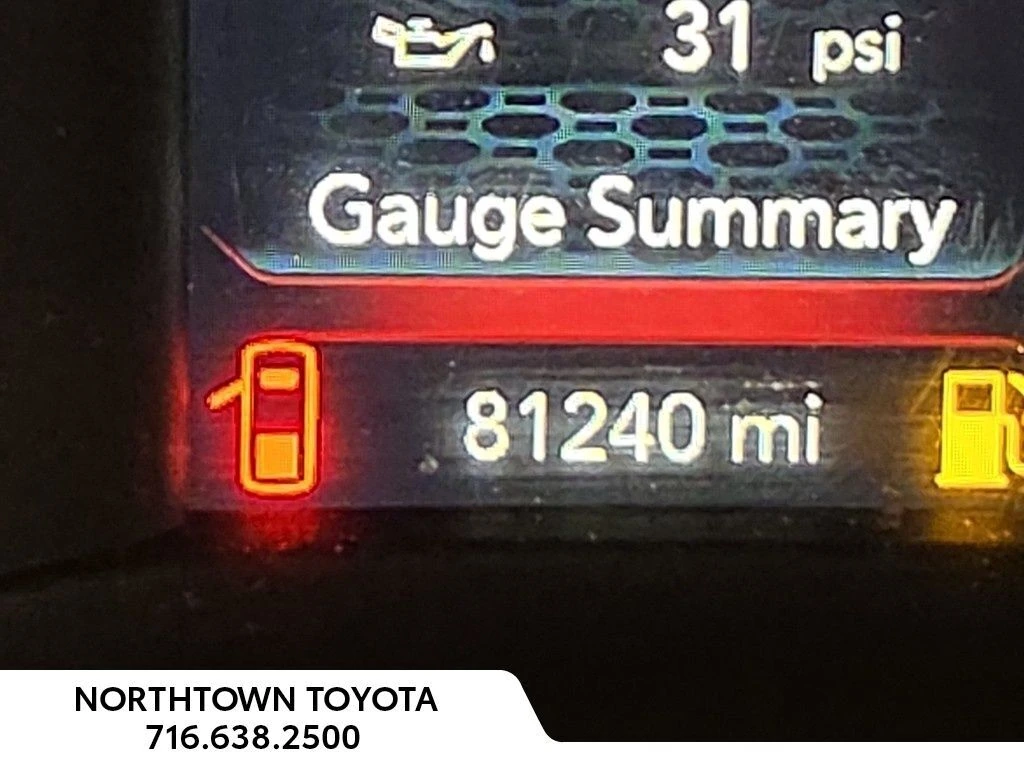 31 psi
Gauge Summary
81240 mi
NORTHTOWN TOYOTA
716.638.2500